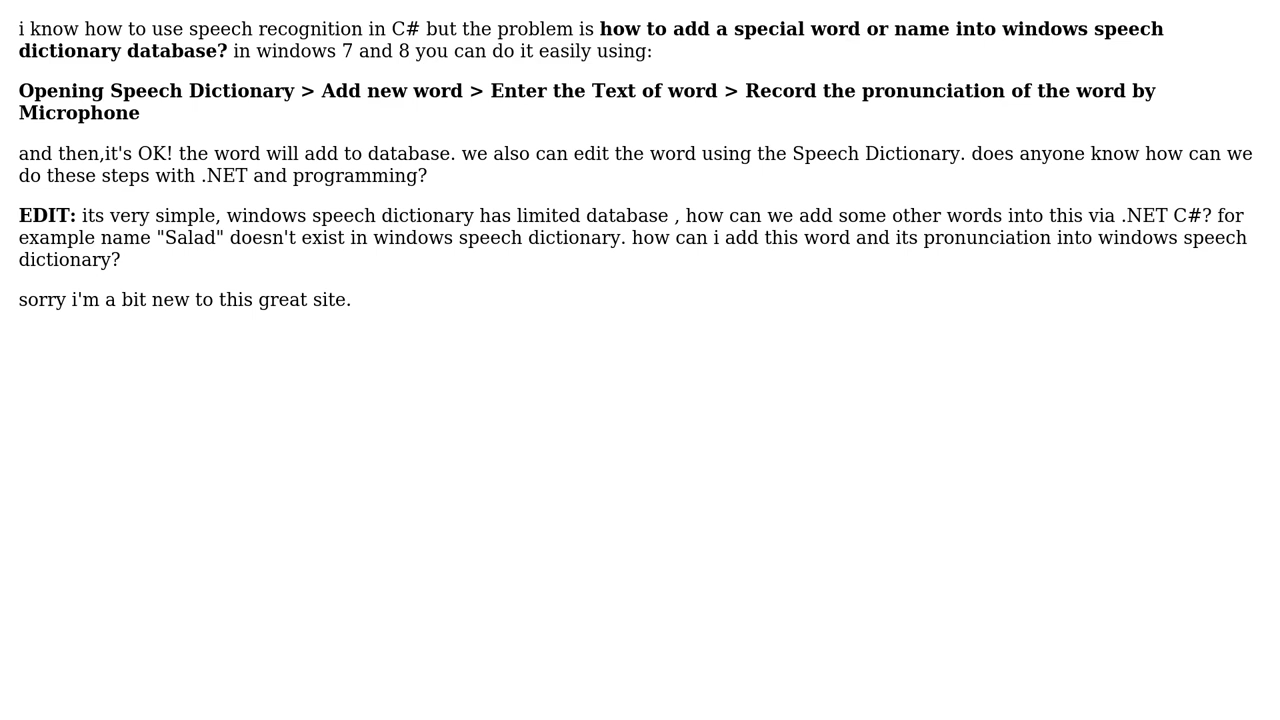 i know how to use speech recognition in C# but the problem is how to add a special word or name into windows speech
dictionary database? in windows 7 and 8 you can do it easily using:
Opening Speech Dictionary > Add new word > Enter the Text of word > Record the pronunciation of the word by
Microphone
and then,it's OK! the word will add to database. we also can edit the word using the Speech Dictionary. does anyone know how can we
do these steps with .NET and programming?
EDIT: its very simple, windows speech dictionary has limited database , how can we add some other words into this via .NET C#? for
example name "Salad" doesn't exist in windows speech dictionary. how can i add this word and its pronunciation into windows speech
dictionary?
sorry i'm a bit new to this great site.